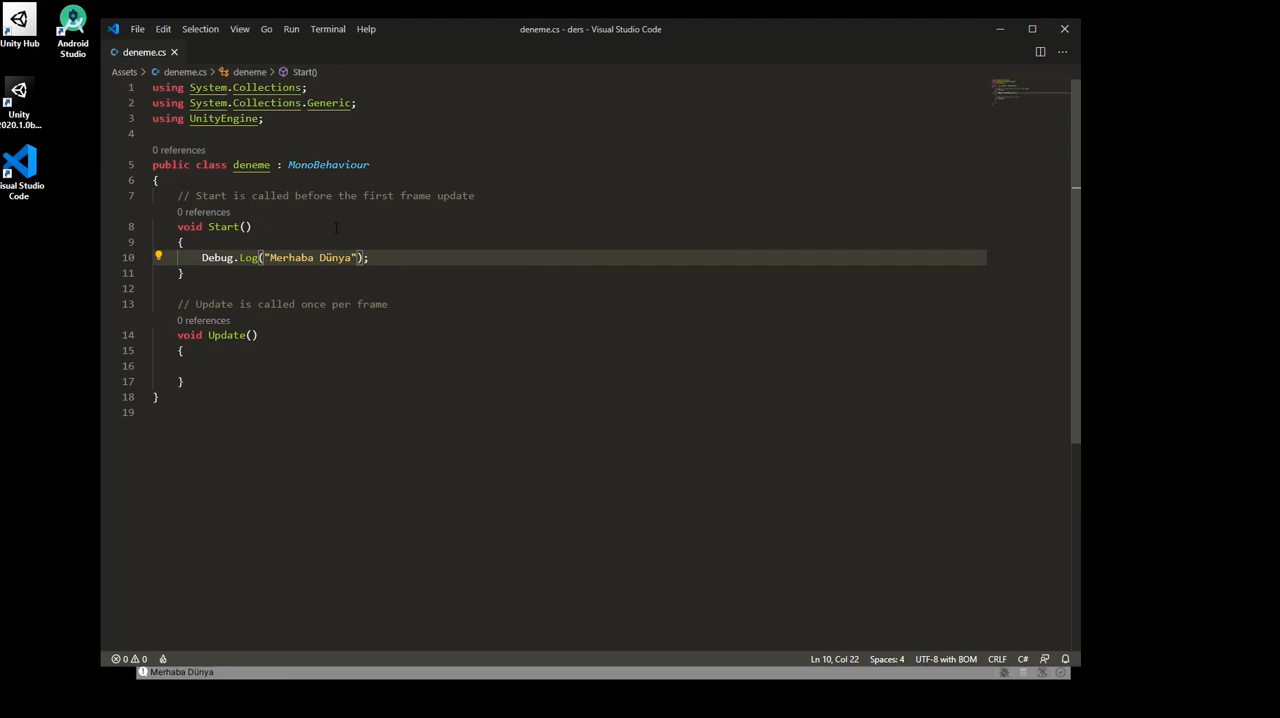 Unity Hub
Android
Studio
Unity
2020.1.0b...
isual Studio
Code
File Edit Selection View Go Run Terminal Help
deneme.cs - ders - Visual Studio Code
deneme.cs
Assets > deneme.cs > deneme > Start()
1 using System.Collections;
2 using System.Collections.Generic;
3 using UnityEngine;
4
0 references
5 public class deneme : MonoBehaviour
6 {
7 // Start is called before the first frame update
0 references
8 void Start()
9 {
10 Debug.Log("Merhaba Dünya");
11 }
12
13 // Update is called once per frame
0 references
14 void Update()
15 {
16
17 }
18 }
19
0 0 Ln 10, Col 22 Spaces: 4 UTF-8 with BOM CRLF C#
Merhaba Dünya